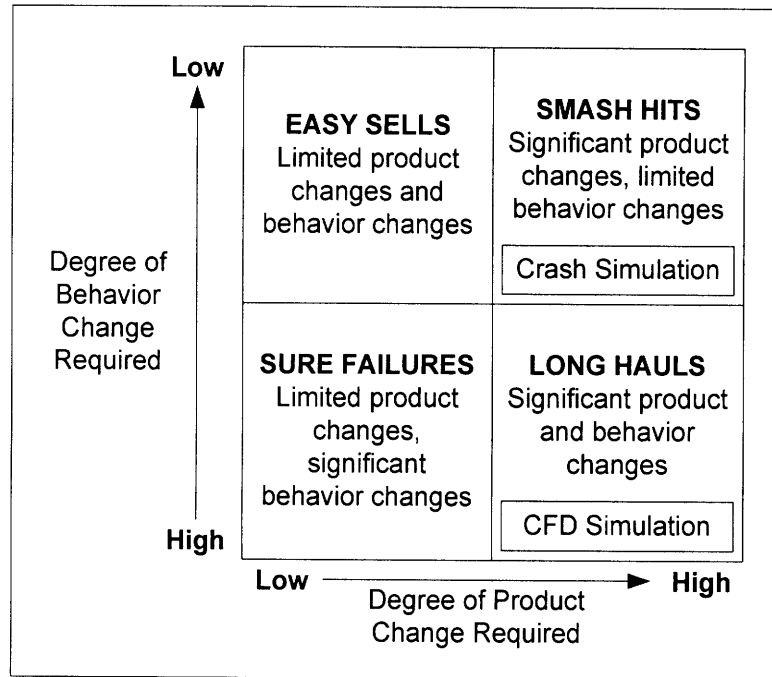 Low
EASY SELLS
Limited product
changes and
behavior changes
SMASH HITS
Significant product
changes, limited
behavior changes
Crash Simulation
Degree of
Behavior
Change
Required
SURE FAILURES
Limited product
changes,
significant
behavior changes
LONG HAULS
Significant product
and behavior
changes
CFD Simulation
High
Low
High
Degree of Product
Change Required